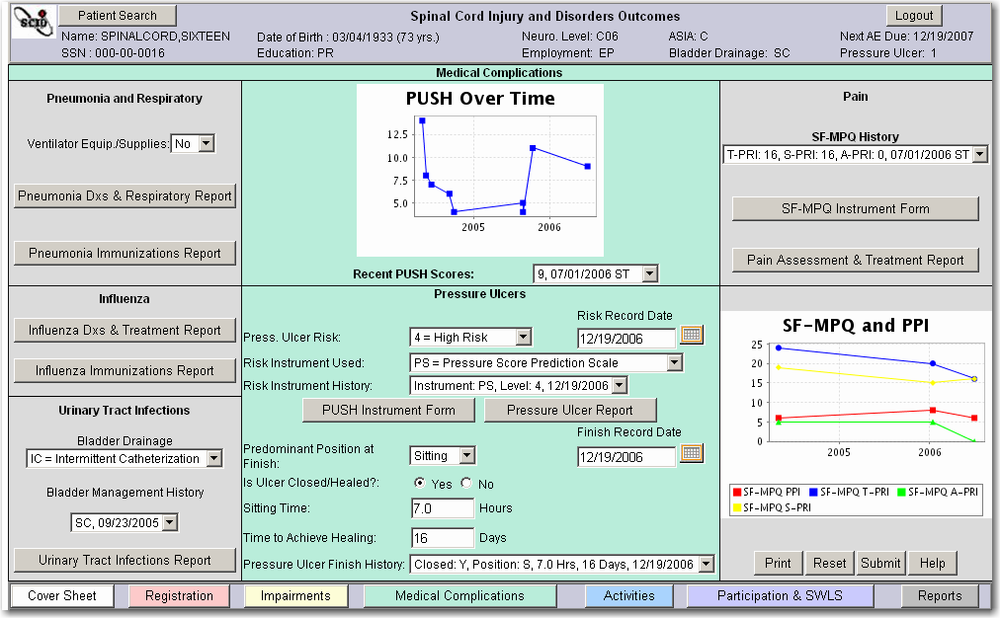 SCID
Patient Search
Spinal Cord Injury and Disorders Outcomes
Logout
Name: SPINALCORD,SIXTEEN
Date of Birth : 03/04/1933 (73 yrs.)
Neuro. Level: C06
ASIA: C
Next AE Due: 12/19/2007
SSN : 000-00-0016
Education: PR
Employment: EP
Bladder Drainage: SC
Pressure Ulcer: 1
Medical Complications
Pneumonia and Respiratory
Ventilator Equip./Supplies:
No
Pneumonia Dxs & Respiratory Report
Pneumonia Immunizations Report
Influenza
Influenza Dxs & Treatment Report
Influenza Immunizations Report
Urinary Tract Infections
Bladder Drainage
IC = Intermittent Catheterization
Bladder Management History
SC, 09/23/2005
Urinary Tract Infections Report
PUSH Over Time
12.5
10.0
7.5
5.0
2005
2006
Recent PUSH Scores:
9, 07/01/2006 ST
Pressure Ulcers
Risk Record Date
Press. Ulcer Risk:
4 = High Risk
12/19/2006
Risk Instrument Used:
PS = Pressure Score Prediction Scale
Risk Instrument History:
Instrument: PS, Level: 4, 12/19/2006
PUSH Instrument Form
Pressure Ulcer Report
Finish Record Date
Predominant Position at
Finish:
Sitting
12/19/2006
Is Ulcer Closed/Healed?:
Yes
No
Sitting Time:
7.0
Hours
Time to Achieve Healing:
16
Days
Pressure Ulcer Finish History:
Closed: Y, Position: S, 7.0 Hrs, 16 Days, 12/19/2006
Pain
SF-MPQ History
T-PRI: 16, S-PRI: 16, A-PRI: 0, 07/01/2006 ST
SF-MPQ Instrument Form
Pain Assessment & Treatment Report
SF-MPQ and PPI
25
20
15
10
5
0
2005
2006
SF-MPQ PPI
SF-MPQ T-PRI
SF-MPQ A-PRI
SF-MPQ S-PRI
Print
Reset
Submit
Help
Cover Sheet
Registration
Impairments
Medical Complications
Activities
Participation & SWLS
Reports